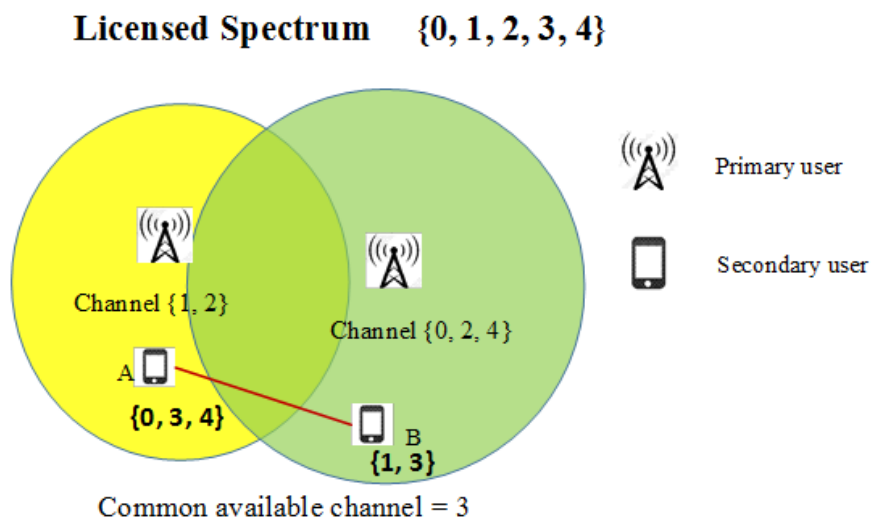 Licensed Spectrum {0, 1, 2, 3, 4}
Primary user
Secondary user
Channel {1, 2}
Channel {0, 2, 4}
A
{0, 3, 4}
B
{1, 3}
Common available channel = 3